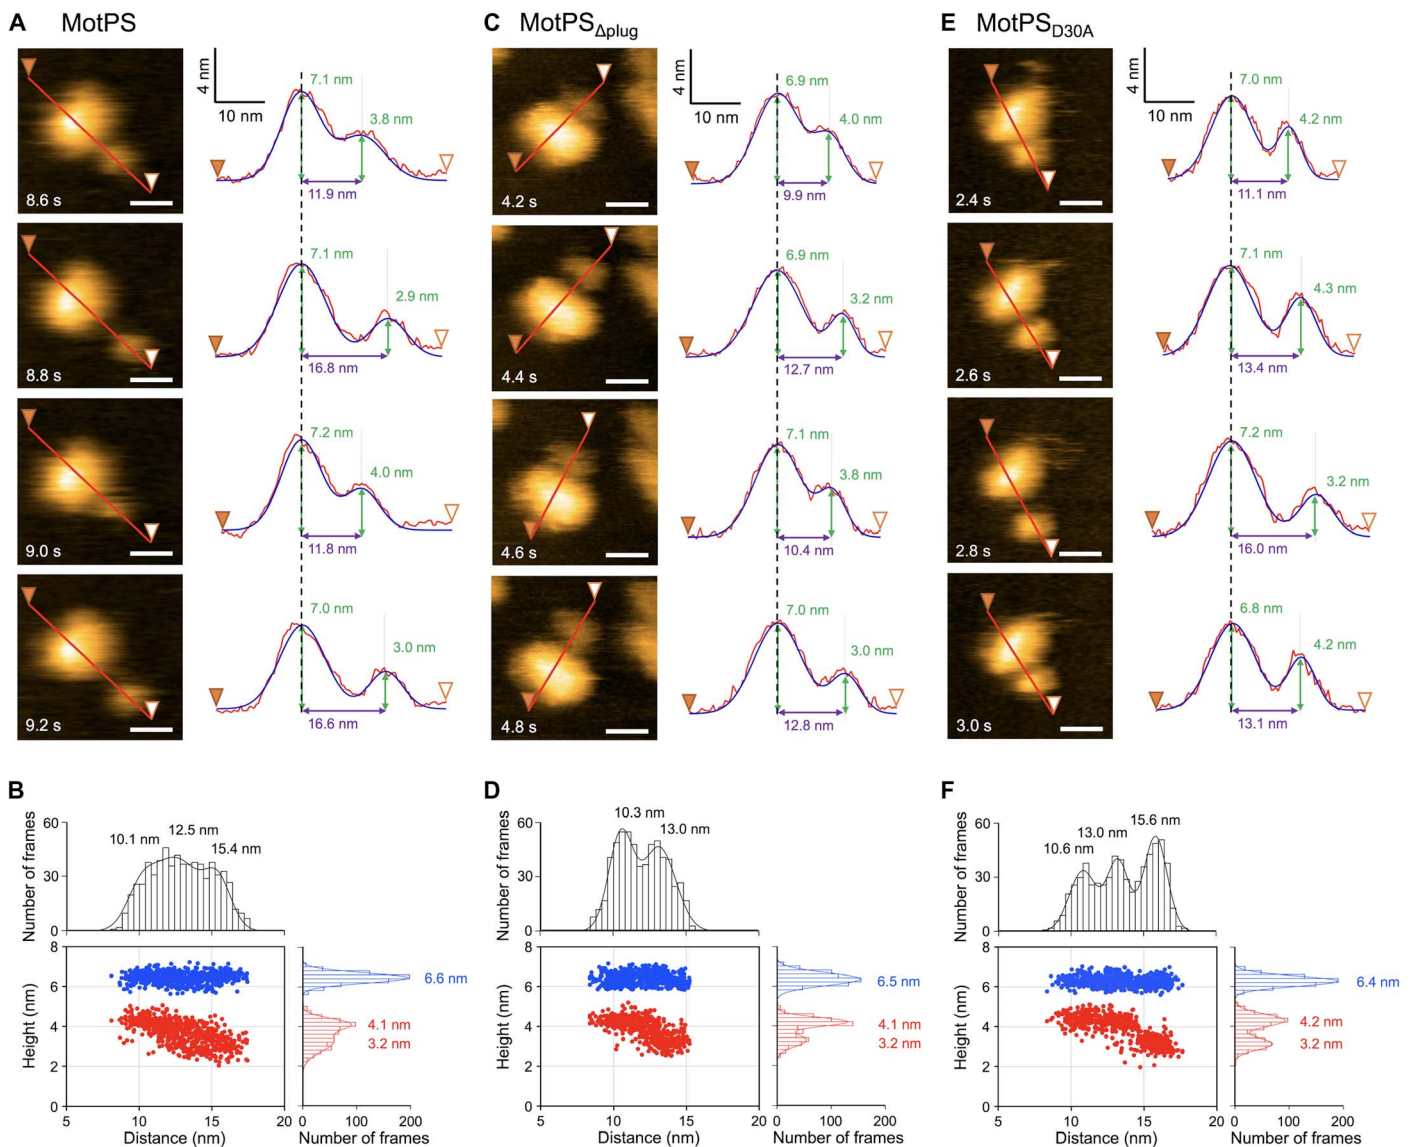 A MotPS
4 nm
10 nm
8.6 s
7.1 nm
3.8 nm
11.9 nm
8.8 s
7.1 nm
2.9 nm
16.8 nm
9.0 s
7.2 nm
4.0 nm
11.8 nm
9.2 s
7.0 nm
3.0 nm
16.6 nm
C MotPSΔplug
4 nm
10 nm
4.2 s
6.9 nm
4.0 nm
9.9 nm
4.4 s
6.9 nm
3.2 nm
12.7 nm
4.6 s
7.1 nm
3.8 nm
10.4 nm
4.8 s
7.0 nm
3.0 nm
12.8 nm
E MotPSD30A
4 nm
10 nm
2.4 s
7.0 nm
4.2 nm
11.1 nm
2.6 s
7.1 nm
4.3 nm
13.4 nm
2.8 s
7.2 nm
3.2 nm
16.0 nm
3.0 s
6.8 nm
4.2 nm
13.1 nm
B
Number of frames
60
30
0
10.1 nm
12.5 nm
15.4 nm
Height (nm)
8
6
4
2
0
5 10 15 20
Distance (nm)
6.6 nm
4.1 nm
3.2 nm
0 100 200
Number of frames
D
Number of frames
60
30
0
10.3 nm
13.0 nm
Height (nm)
8
6
4
2
0
5 10 15 20
Distance (nm)
6.5 nm
4.1 nm
3.2 nm
0 100 200
Number of frames
F
Number of frames
60
30
0
10.6 nm
13.0 nm
15.6 nm
Height (nm)
8
6
4
2
0
5 10 15 20
Distance (nm)
6.4 nm
4.2 nm
3.2 nm
0 100 200
Number of frames